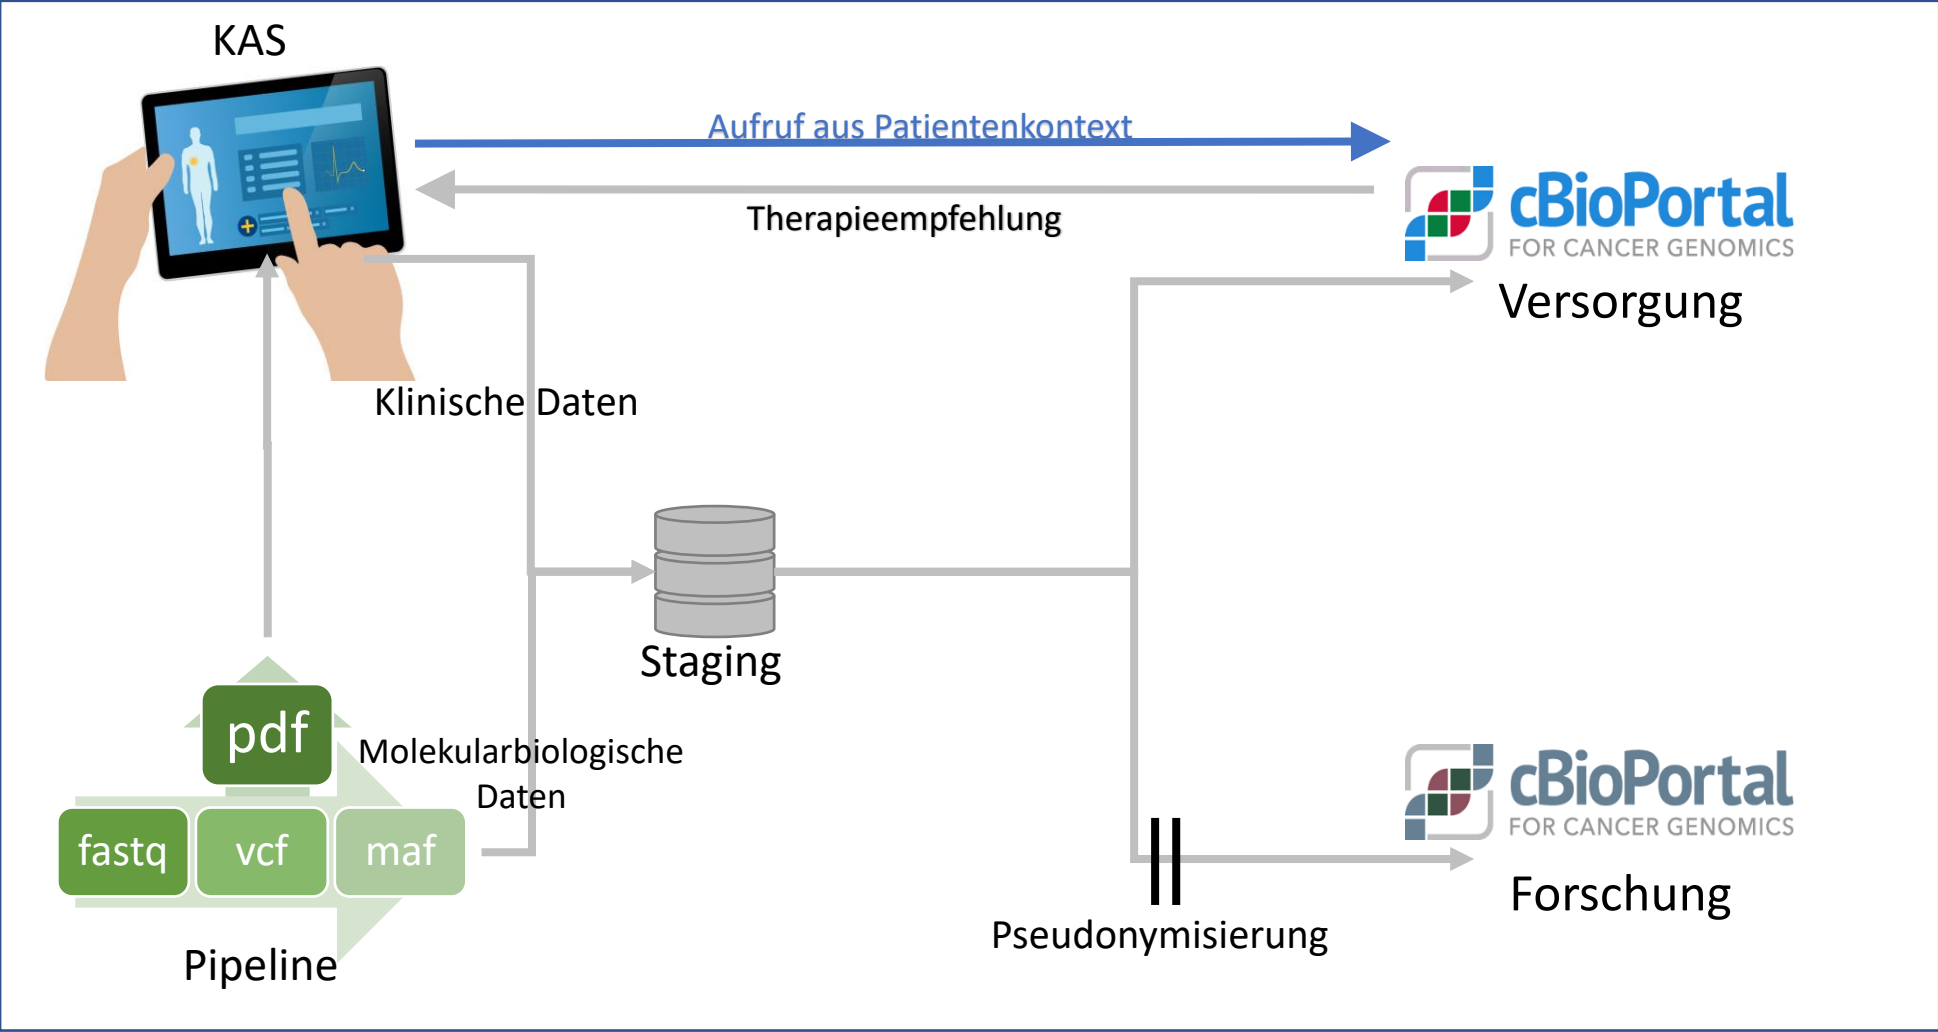 KAS
Aufruf aus Patientenkontext
Therapieempfehlung
cBioPortal
FOR CANCER GENOMICS
Versorgung
Klinische Daten
Staging
pdf
Molekularbiologische
Daten
fastq
vcf
maf
Pipeline
cBioPortal
FOR CANCER GENOMICS
Forschung
Pseudonymisierung